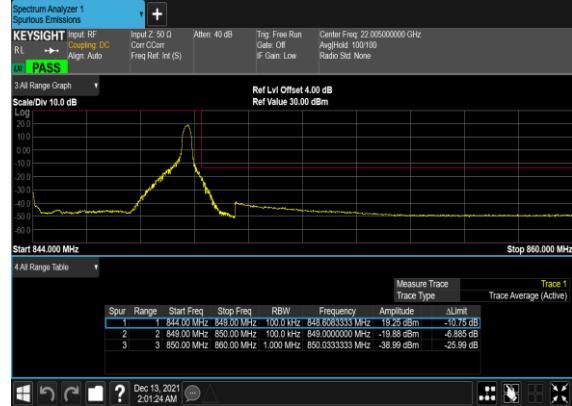 Spectrum Analyzer 1
Spurious Emissions
+
KEYSIGHT Input: RF Input Z: 50 Ω Atten: 40 dB Trig: Free Run Center Freq: 22.005000000 GHz
RL Coupling: DC Corr CCorr Gate: Off Avg|Hold: 100/100
Align: Auto Freq Ref: Int (S) IF Gain: Low Radio Std: None
PASS
3 All Range Graph
Ref Lvl Offset 4.00 dB
Scale/Div 10.0 dB Ref Value 30.00 dBm
Log
20.0
10.0
0.00
-10.0
-20.0
-30.0
-40.0
-50.0
-60.0
Start 844.000 MHz Stop 860.000 MHz
4 All Range Table
Measure Trace Trace 1
Trace Type Trace Average (Active)
Spur Range Start Freq Stop Freq RBW Frequency Amplitude ΔLimit
1 1 844.00 MHz 849.00 MHz 100.0 kHz 848.6083333 MHz 19.25 dBm -10.75 dB
2 2 849.00 MHz 850.00 MHz 100.0 kHz 849.0000000 MHz -19.88 dBm -6.885 dB
3 3 850.00 MHz 860.00 MHz 1.000 MHz 850.0333333 MHz -38.99 dBm -25.99 dB
? Dec 13, 2021
2:01:24 AM